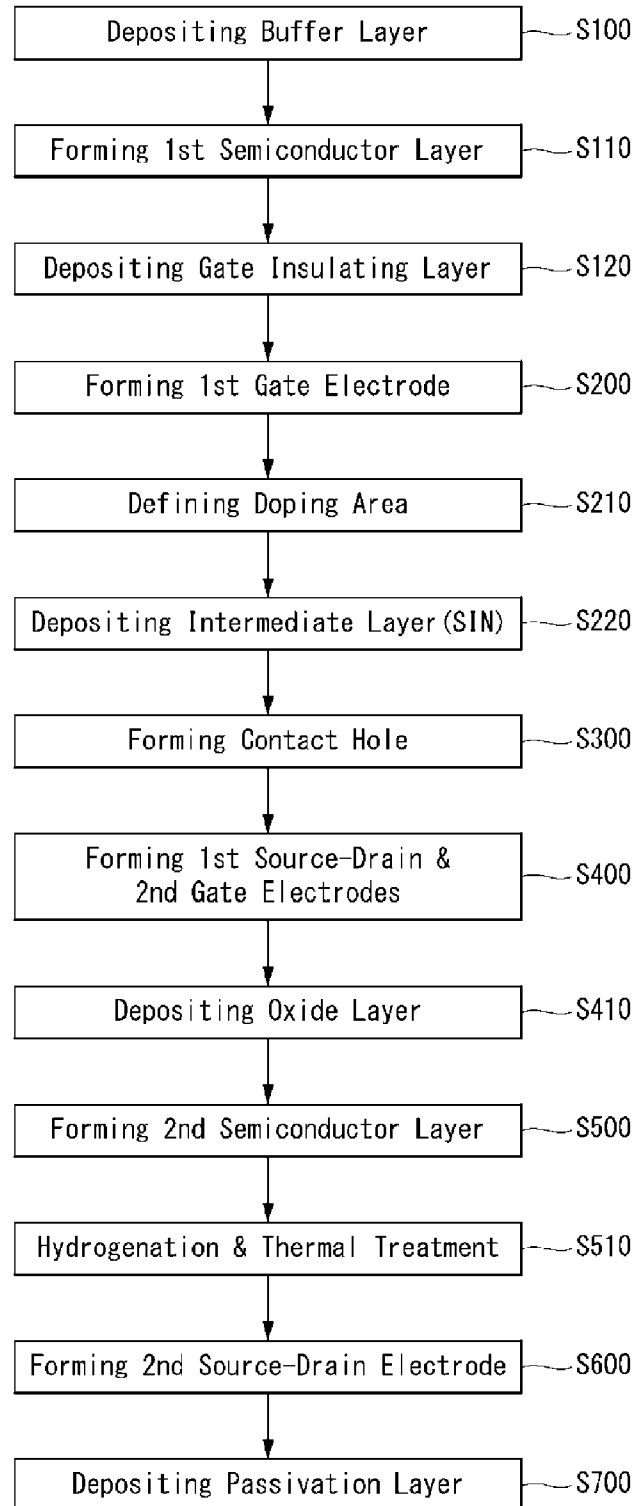 Depositing Buffer Layer S100
Forming 1st Semiconductor Layer S110
Depositing Gate Insulating Layer S120
Forming 1st Gate Electrode S200
Defining Doping Area S210
Depositing Intermediate Layer(SIN) S220
Forming Contact Hole S300
Forming 1st Source-Drain &
2nd Gate Electrodes S400
Depositing Oxide Layer S410
Forming 2nd Semiconductor Layer S500
Hydrogenation & Thermal Treatment S510
Forming 2nd Source-Drain Electrode S600
Depositing Passivation Layer S700